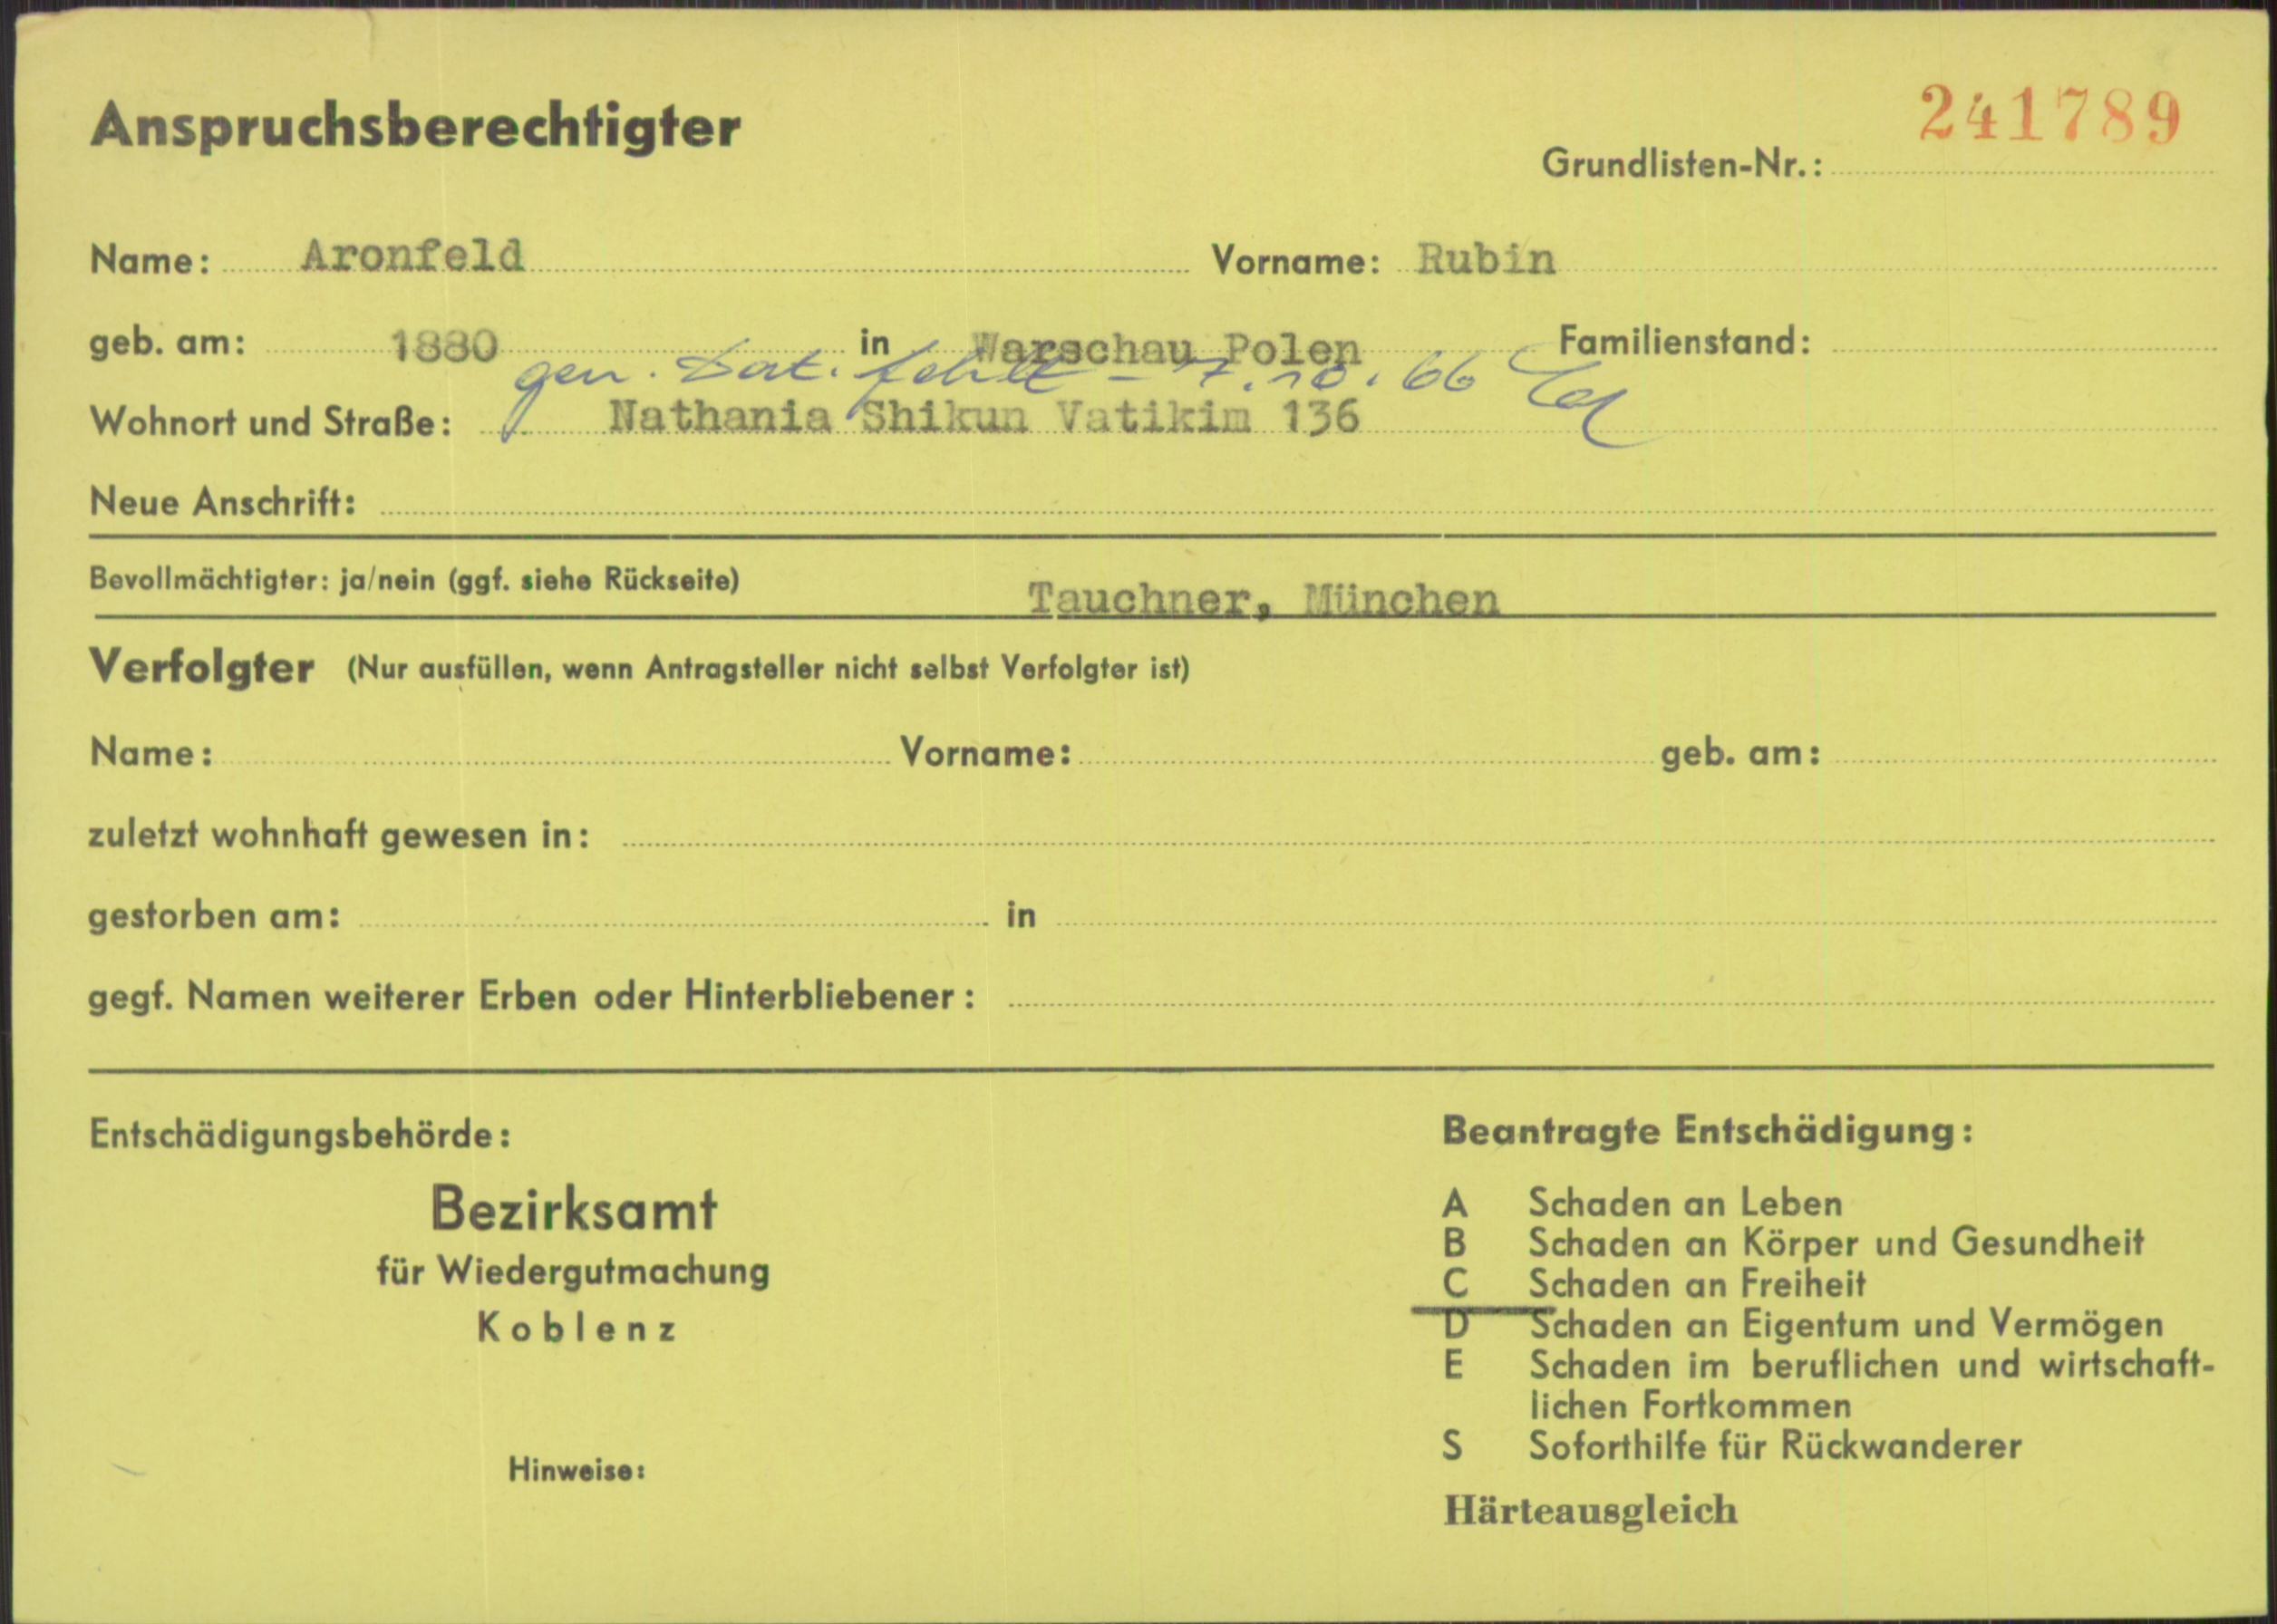 Anspruchsberechtigter
241789
Grundlisten-Nr.:
Name: Aronfeld Vorname: Rubin
geb. am: 1880 in Warschau Polen Familienstand:
gen. Dat. fehlt - 7.10.66
Wohnort und Straße: Nathania Shikun Vatikim 136
Neue Anschrift:
Bevollmächtigter: ja/nein (ggf. siehe Rückseite) Tauchner, München
Verfolgter (Nur ausfüllen, wenn Antragsteller nicht selbst Verfolgter ist)
Name: Vorname: geb. am:
zuletzt wohnhaft gewesen in:
gestorben am: in
gegf. Namen weiterer Erben oder Hinterbliebener:
Entschädigungsbehörde:
Bezirksamt
für Wiedergutmachung
Koblenz
Hinweise:
Beantragte Entschädigung:
A Schaden an Leben
B Schaden an Körper und Gesundheit
C Schaden an Freiheit
D Schaden an Eigentum und Vermögen
E Schaden im beruflichen und wirtschaft-
lichen Fortkommen
S Soforthilfe für Rückwanderer
Härteausgleich